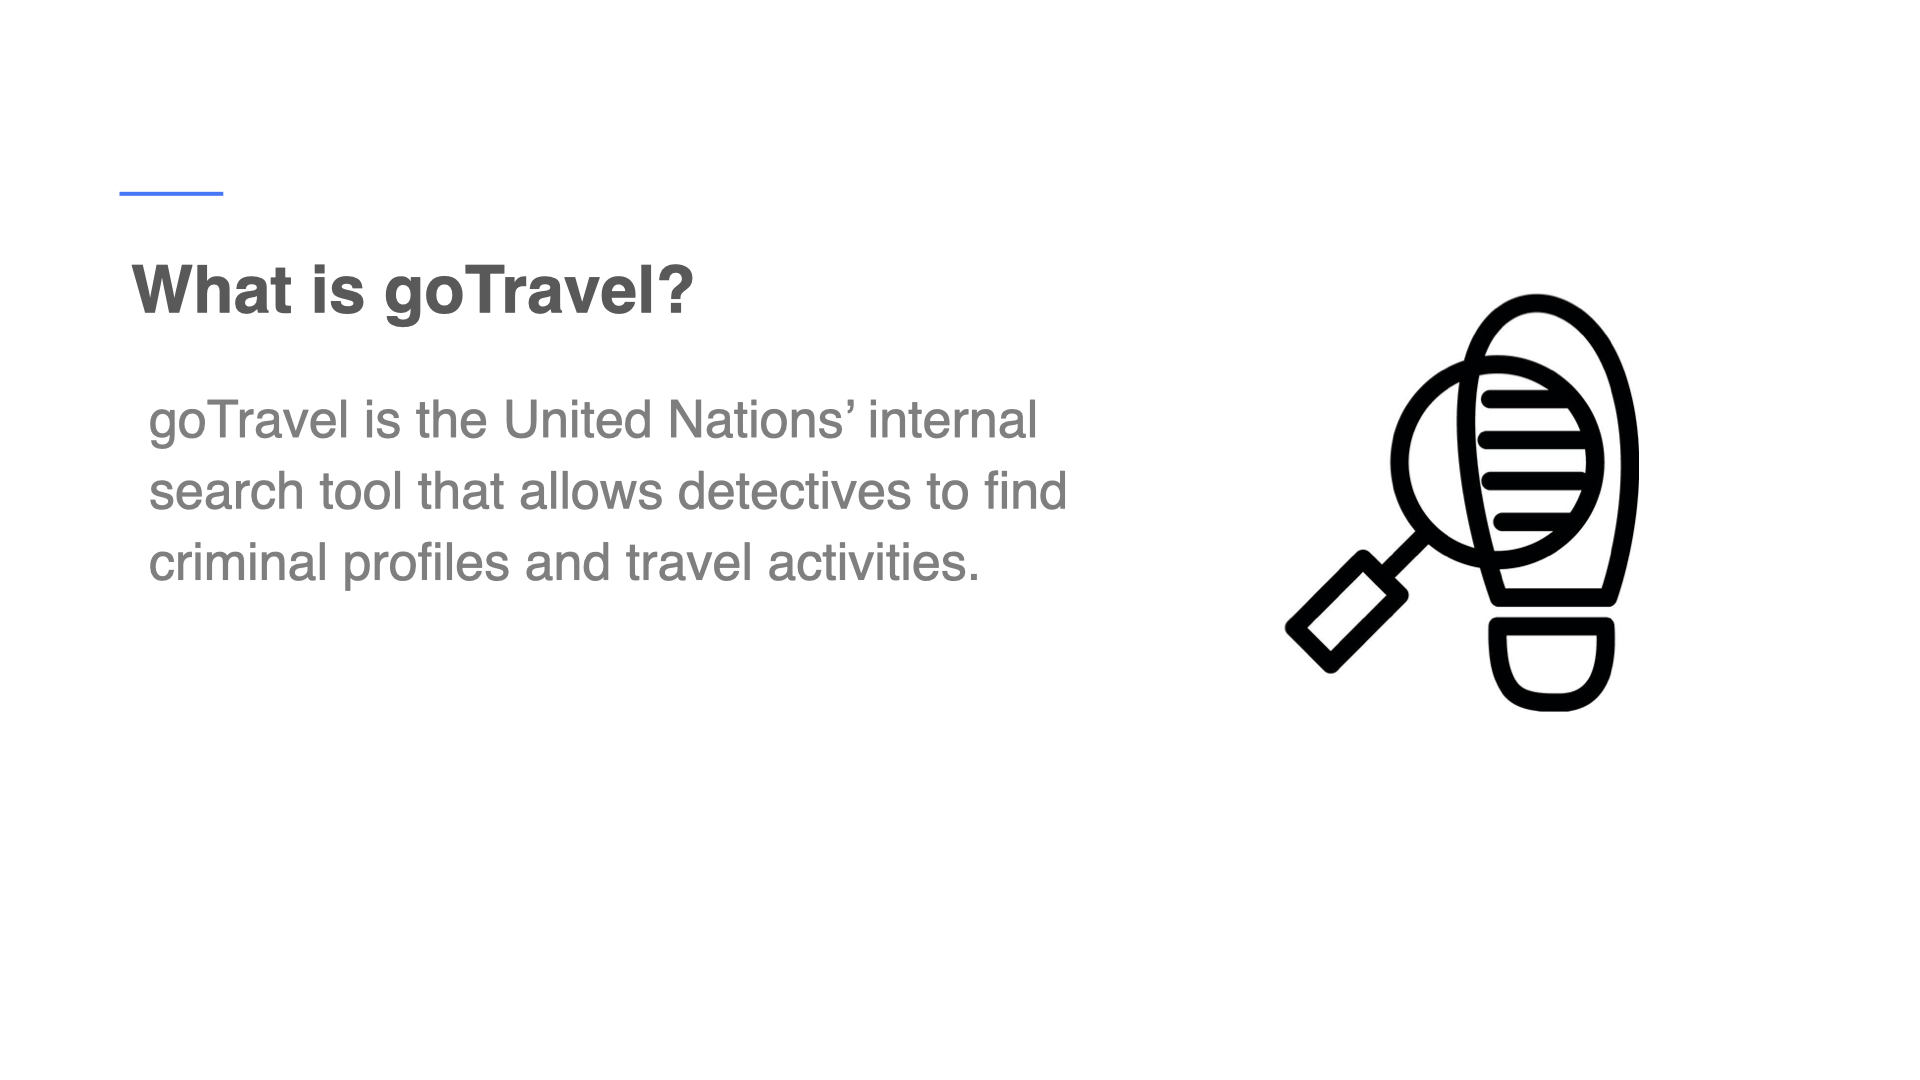 What is goTravel?
goTravel is the United Nations’ internal
search tool that allows detectives to find
criminal profiles and travel activities.